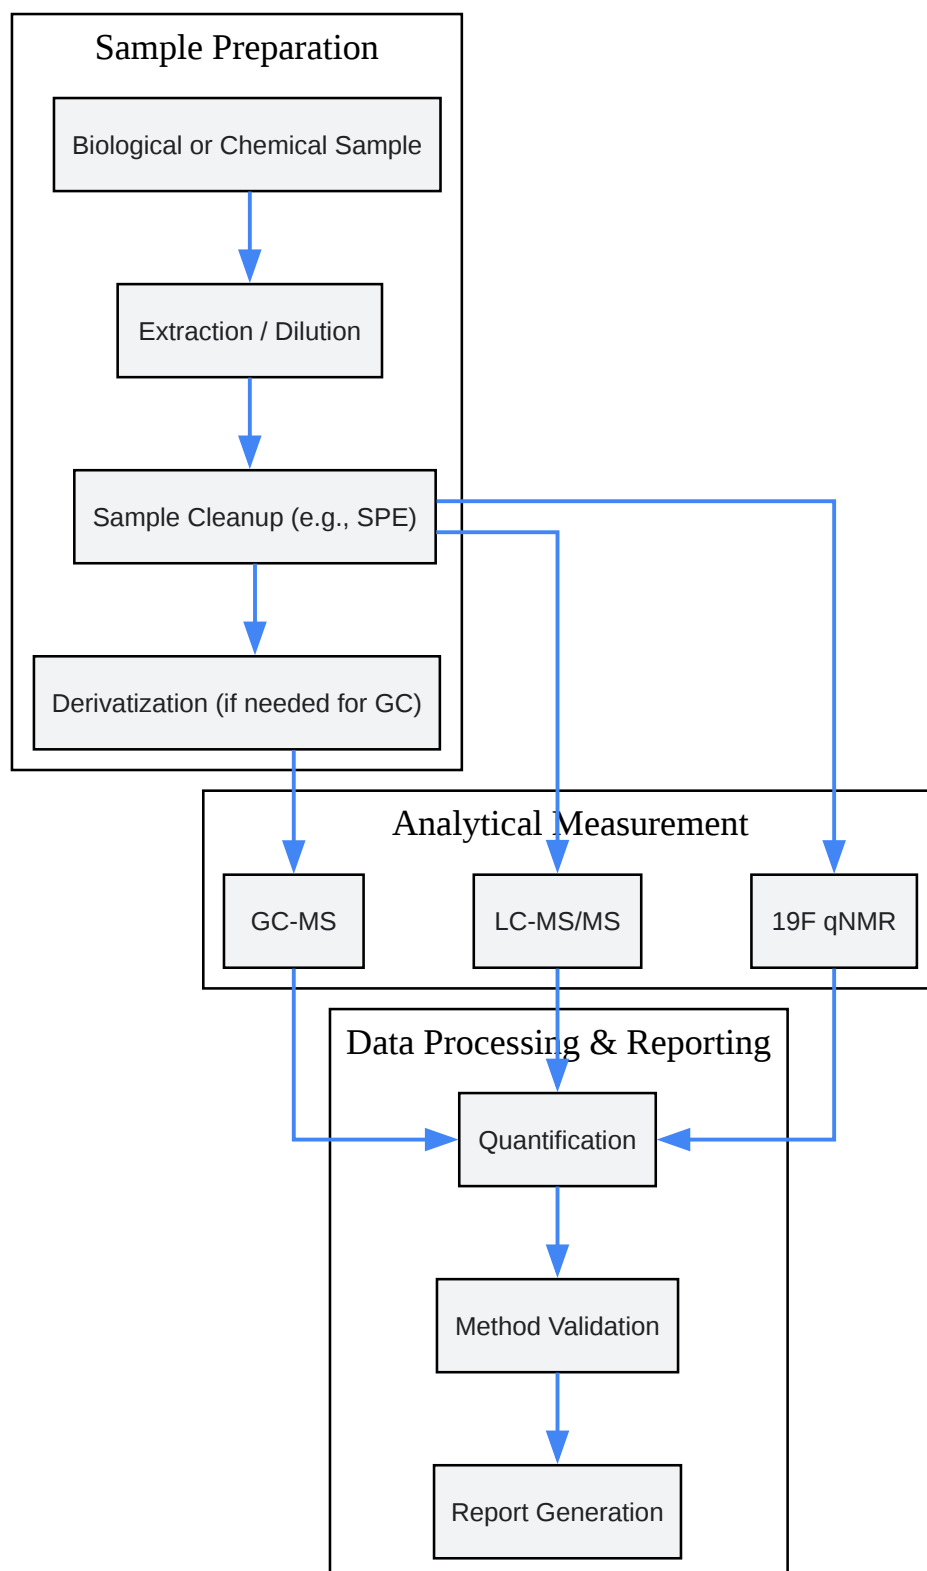 Sample Preparation
Biological or Chemical Sample
Extraction / Dilution
Sample Cleanup (e.g., SPE)
Derivatization (if needed for GC)
Analytical Measurement
GC-MS
LC-MS/MS
19F qNMR
Data Processing & Reporting
Quantification
Method Validation
Report Generation